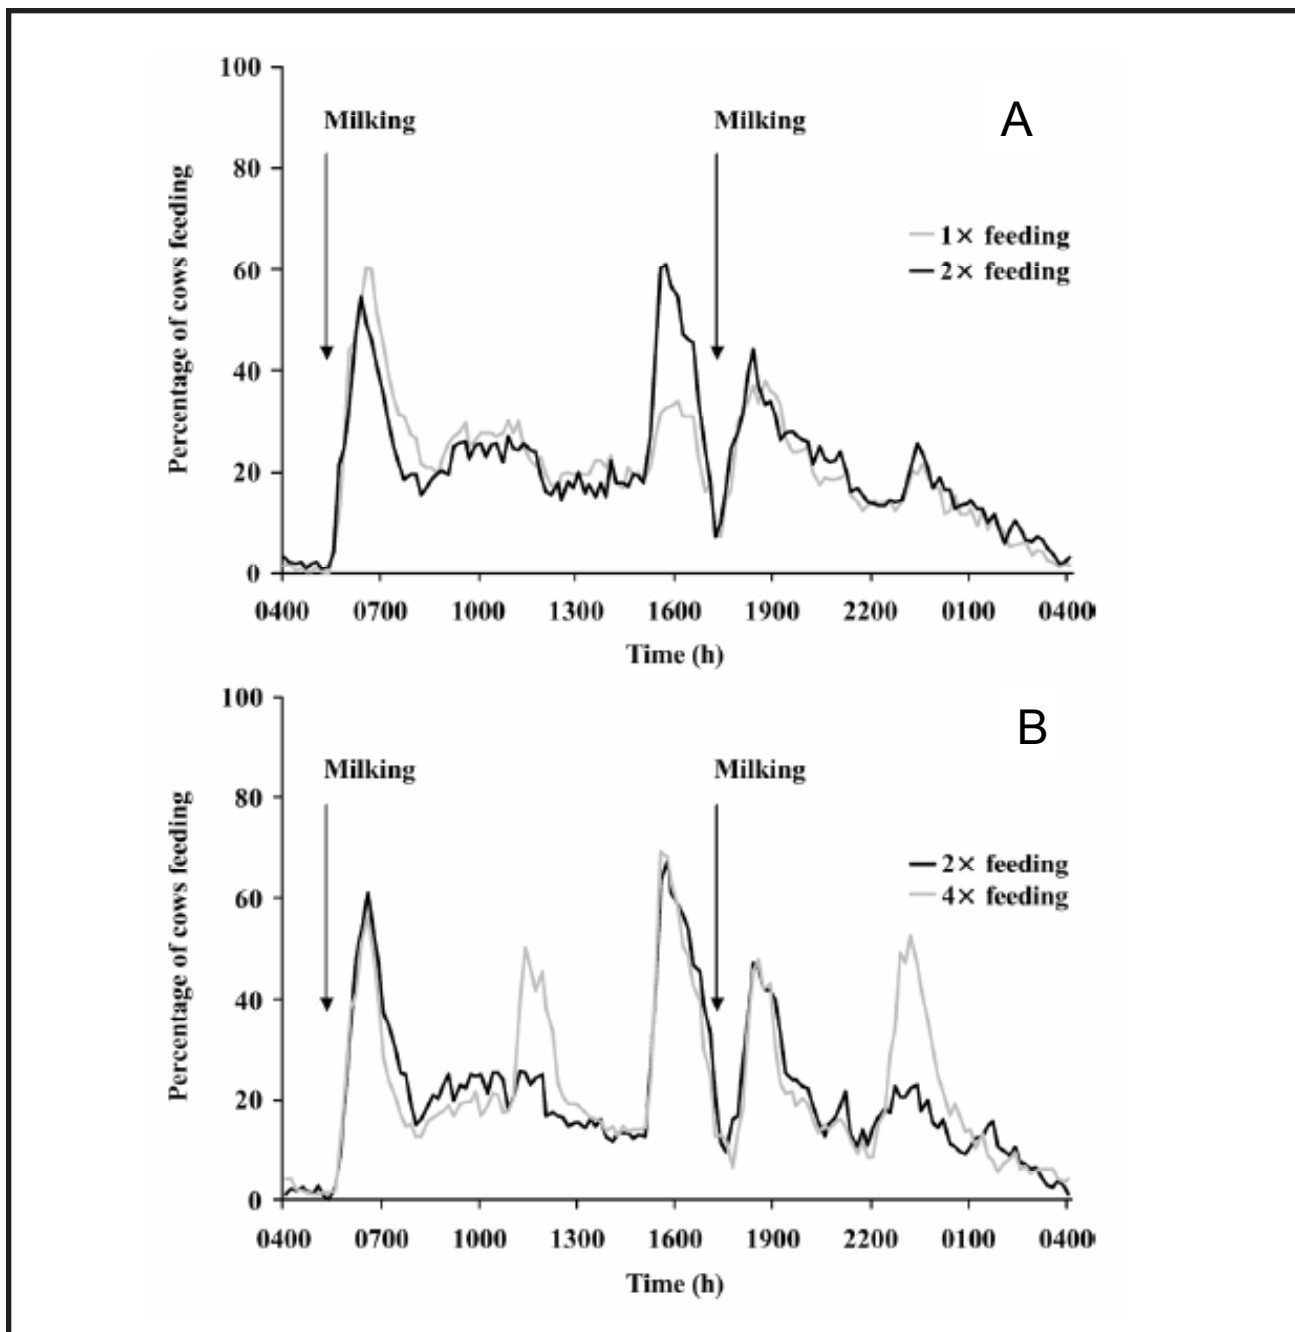 100
Milking
Milking
A
80
1× feeding
60
2× feeding
40
20
0
Percentage of cows feeding
0400 0700 1000 1300 1600 1900 2200 0100 0400
Time (h)
100
B
Milking
Milking
80
2× feeding
4× feeding
60
40
20
0
Percentage of cows feeding
0400 0700 1000 1300 1600 1900 2200 0100 0400
Time (h)